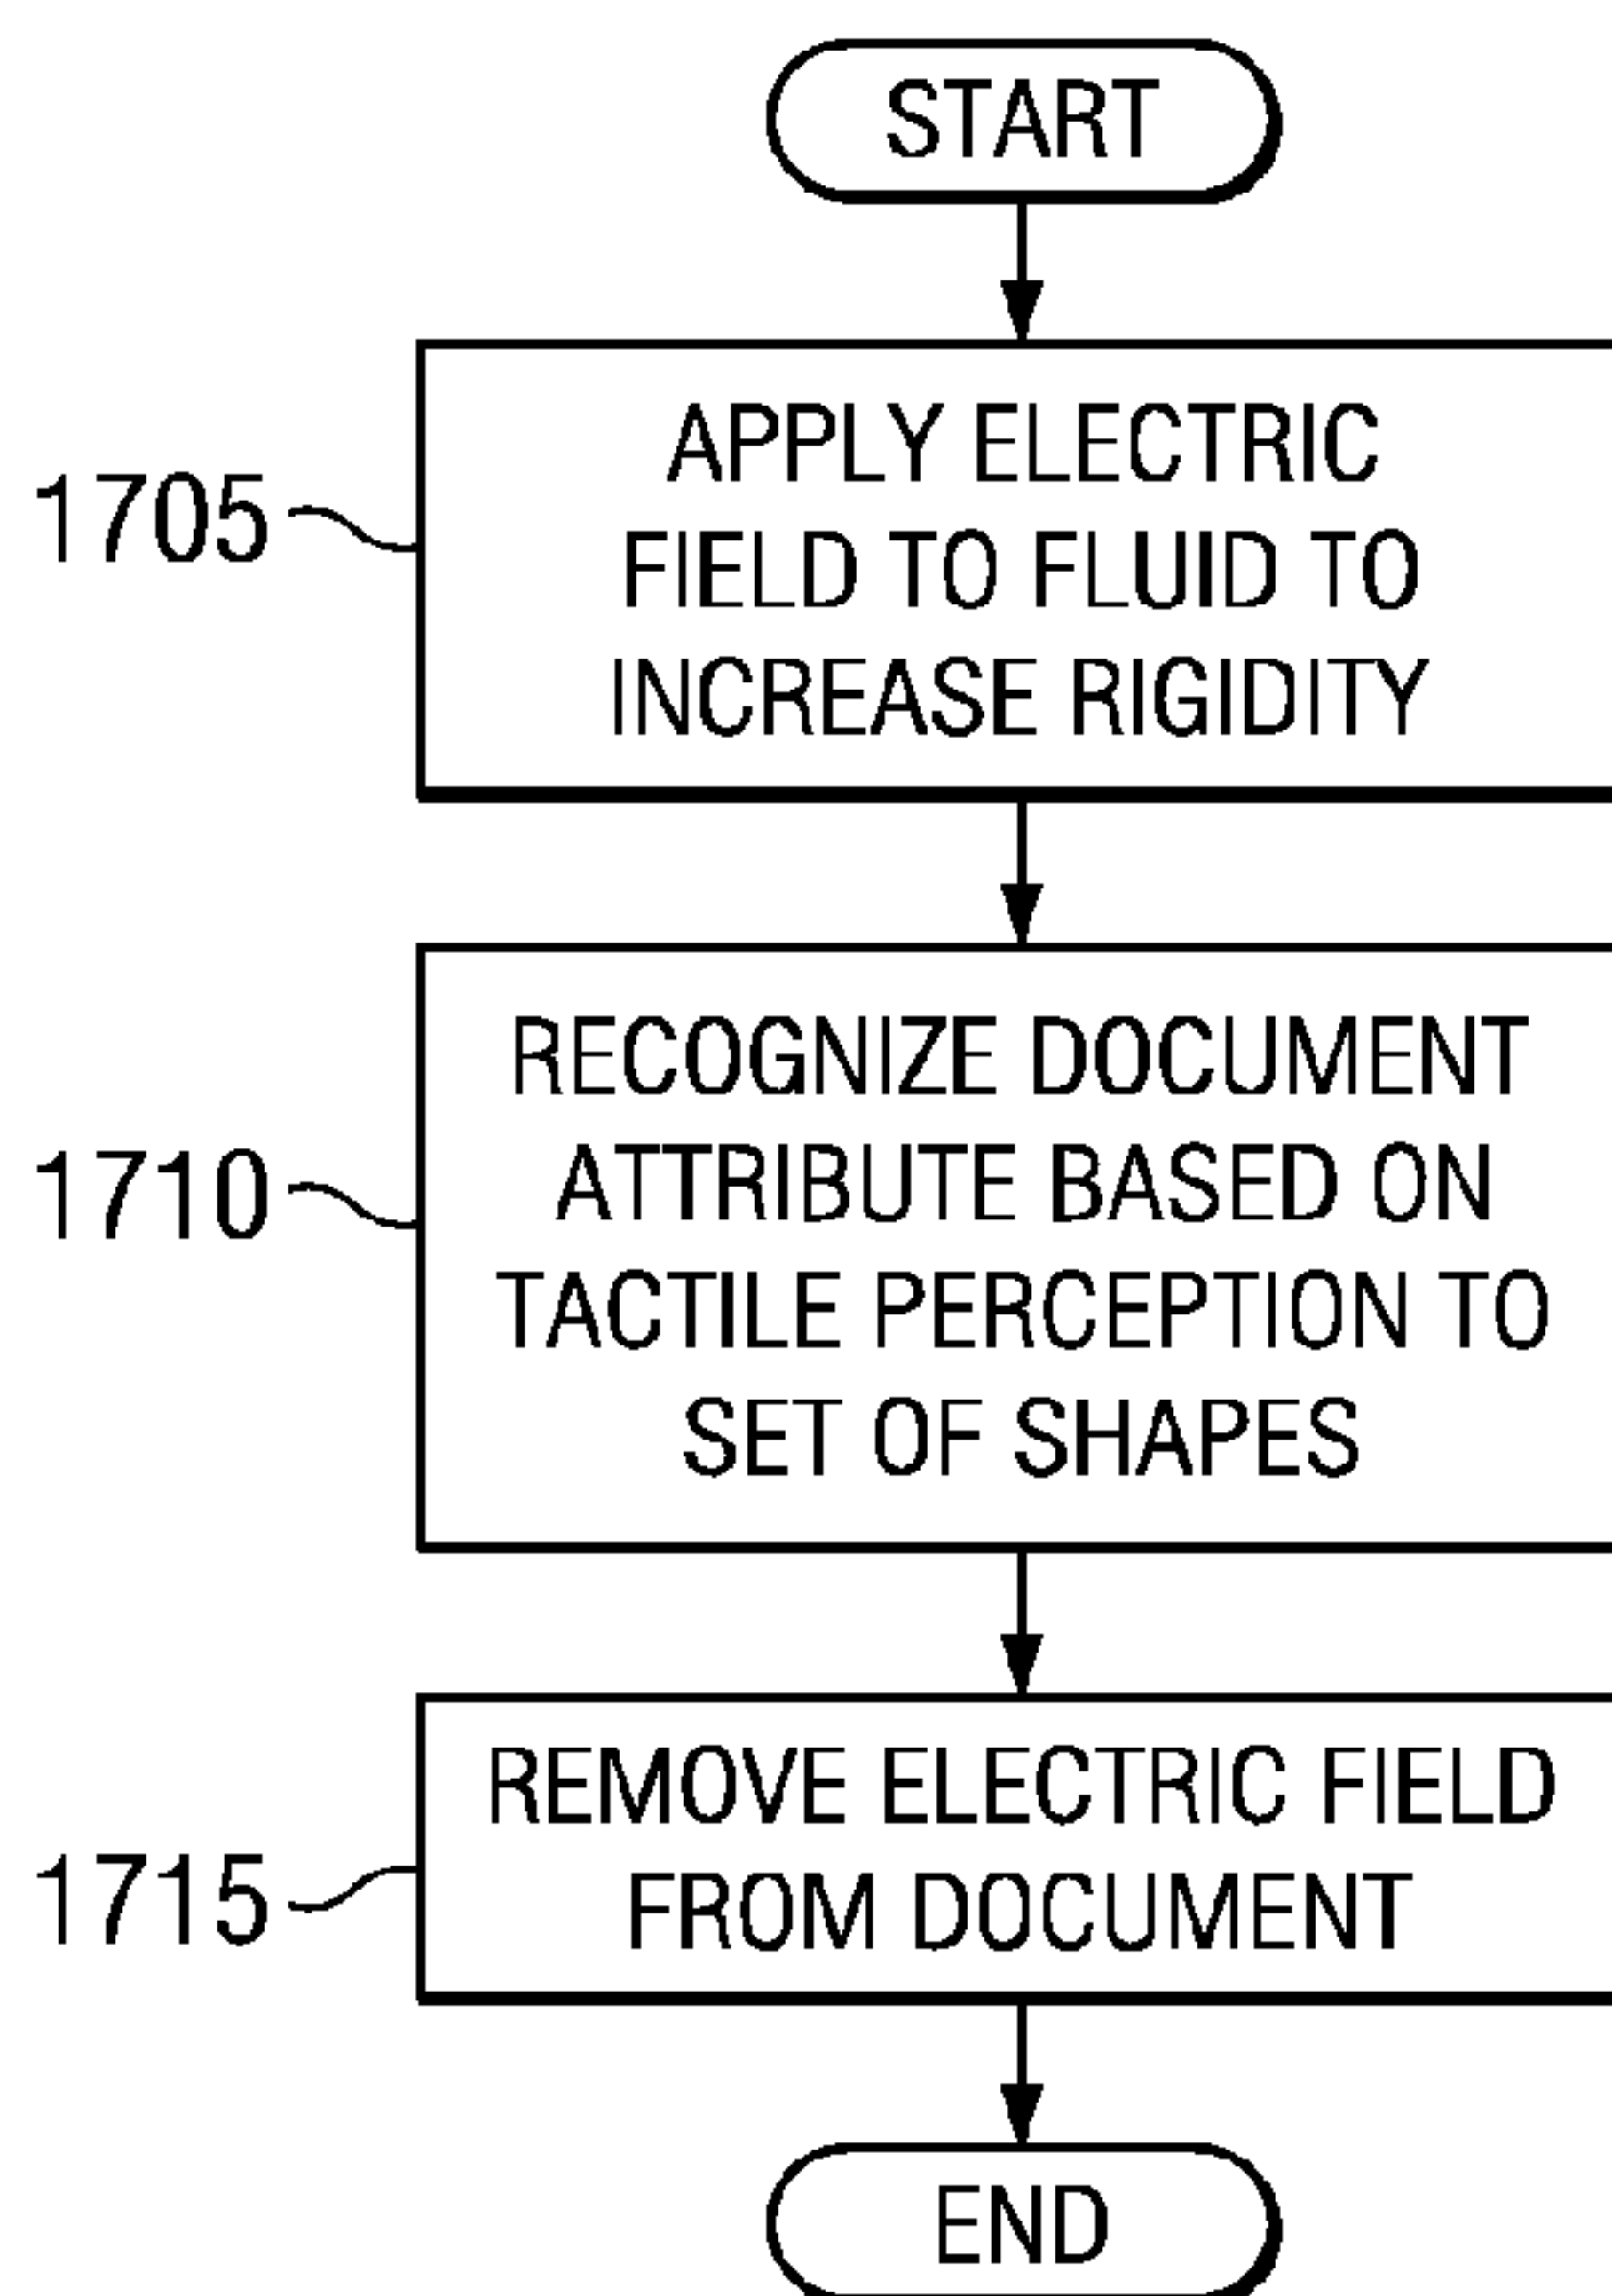 START
1705
APPLY ELECTRIC
FIELD TO FLUID TO
INCREASE RIGIDITY
1710
RECOGNIZE DOCUMENT
ATTRIBUTE BASED ON
TACTILE PERCEPTION TO
SET OF SHAPES
1715
REMOVE ELECTRIC FIELD
FROM DOCUMENT
END